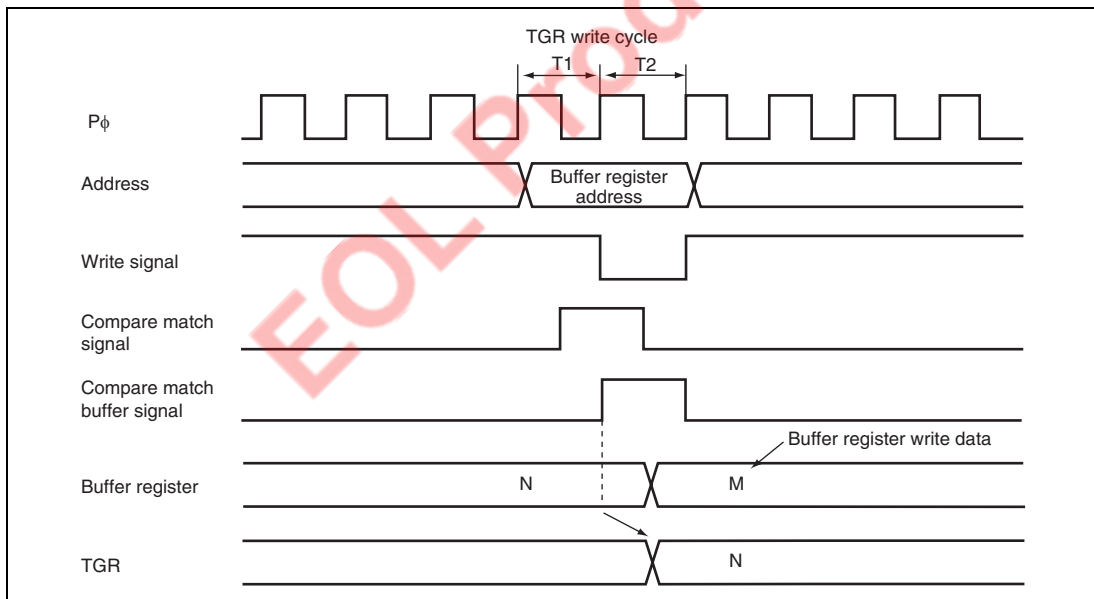 TGR write cycle
T1
T2
Pϕ
Address
Buffer register
address
Write signal
Compare match
signal
Compare match
buffer signal
Buffer register write data
Buffer register
N
M
TGR
N
EOL Prod